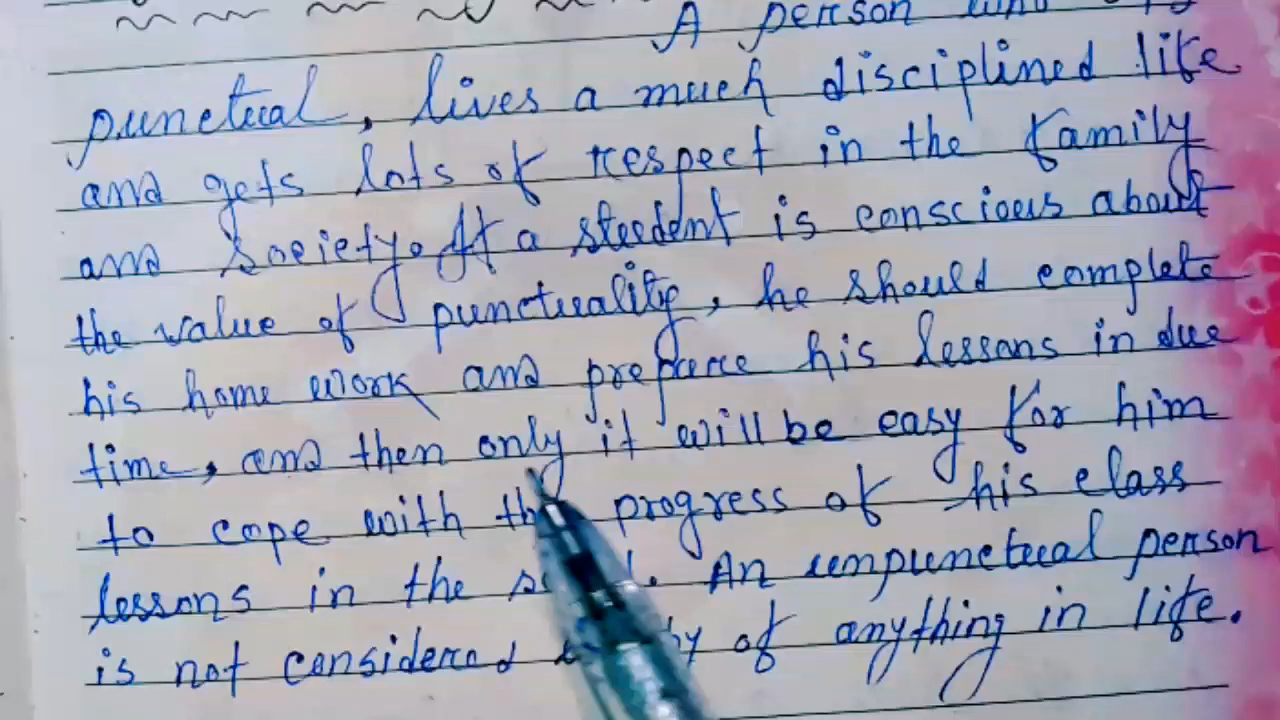 A person who is
punctual, lives a much disciplined life
and gets lots of respect in the family
and society. If a student is conscious about
the value of punctuality, he should complete
his home work and prepare his lessons in due
time, and then only it will be easy for him
to cope with the progress of his class
lessons in the . An unpunctual person
is not considered of anything in life.